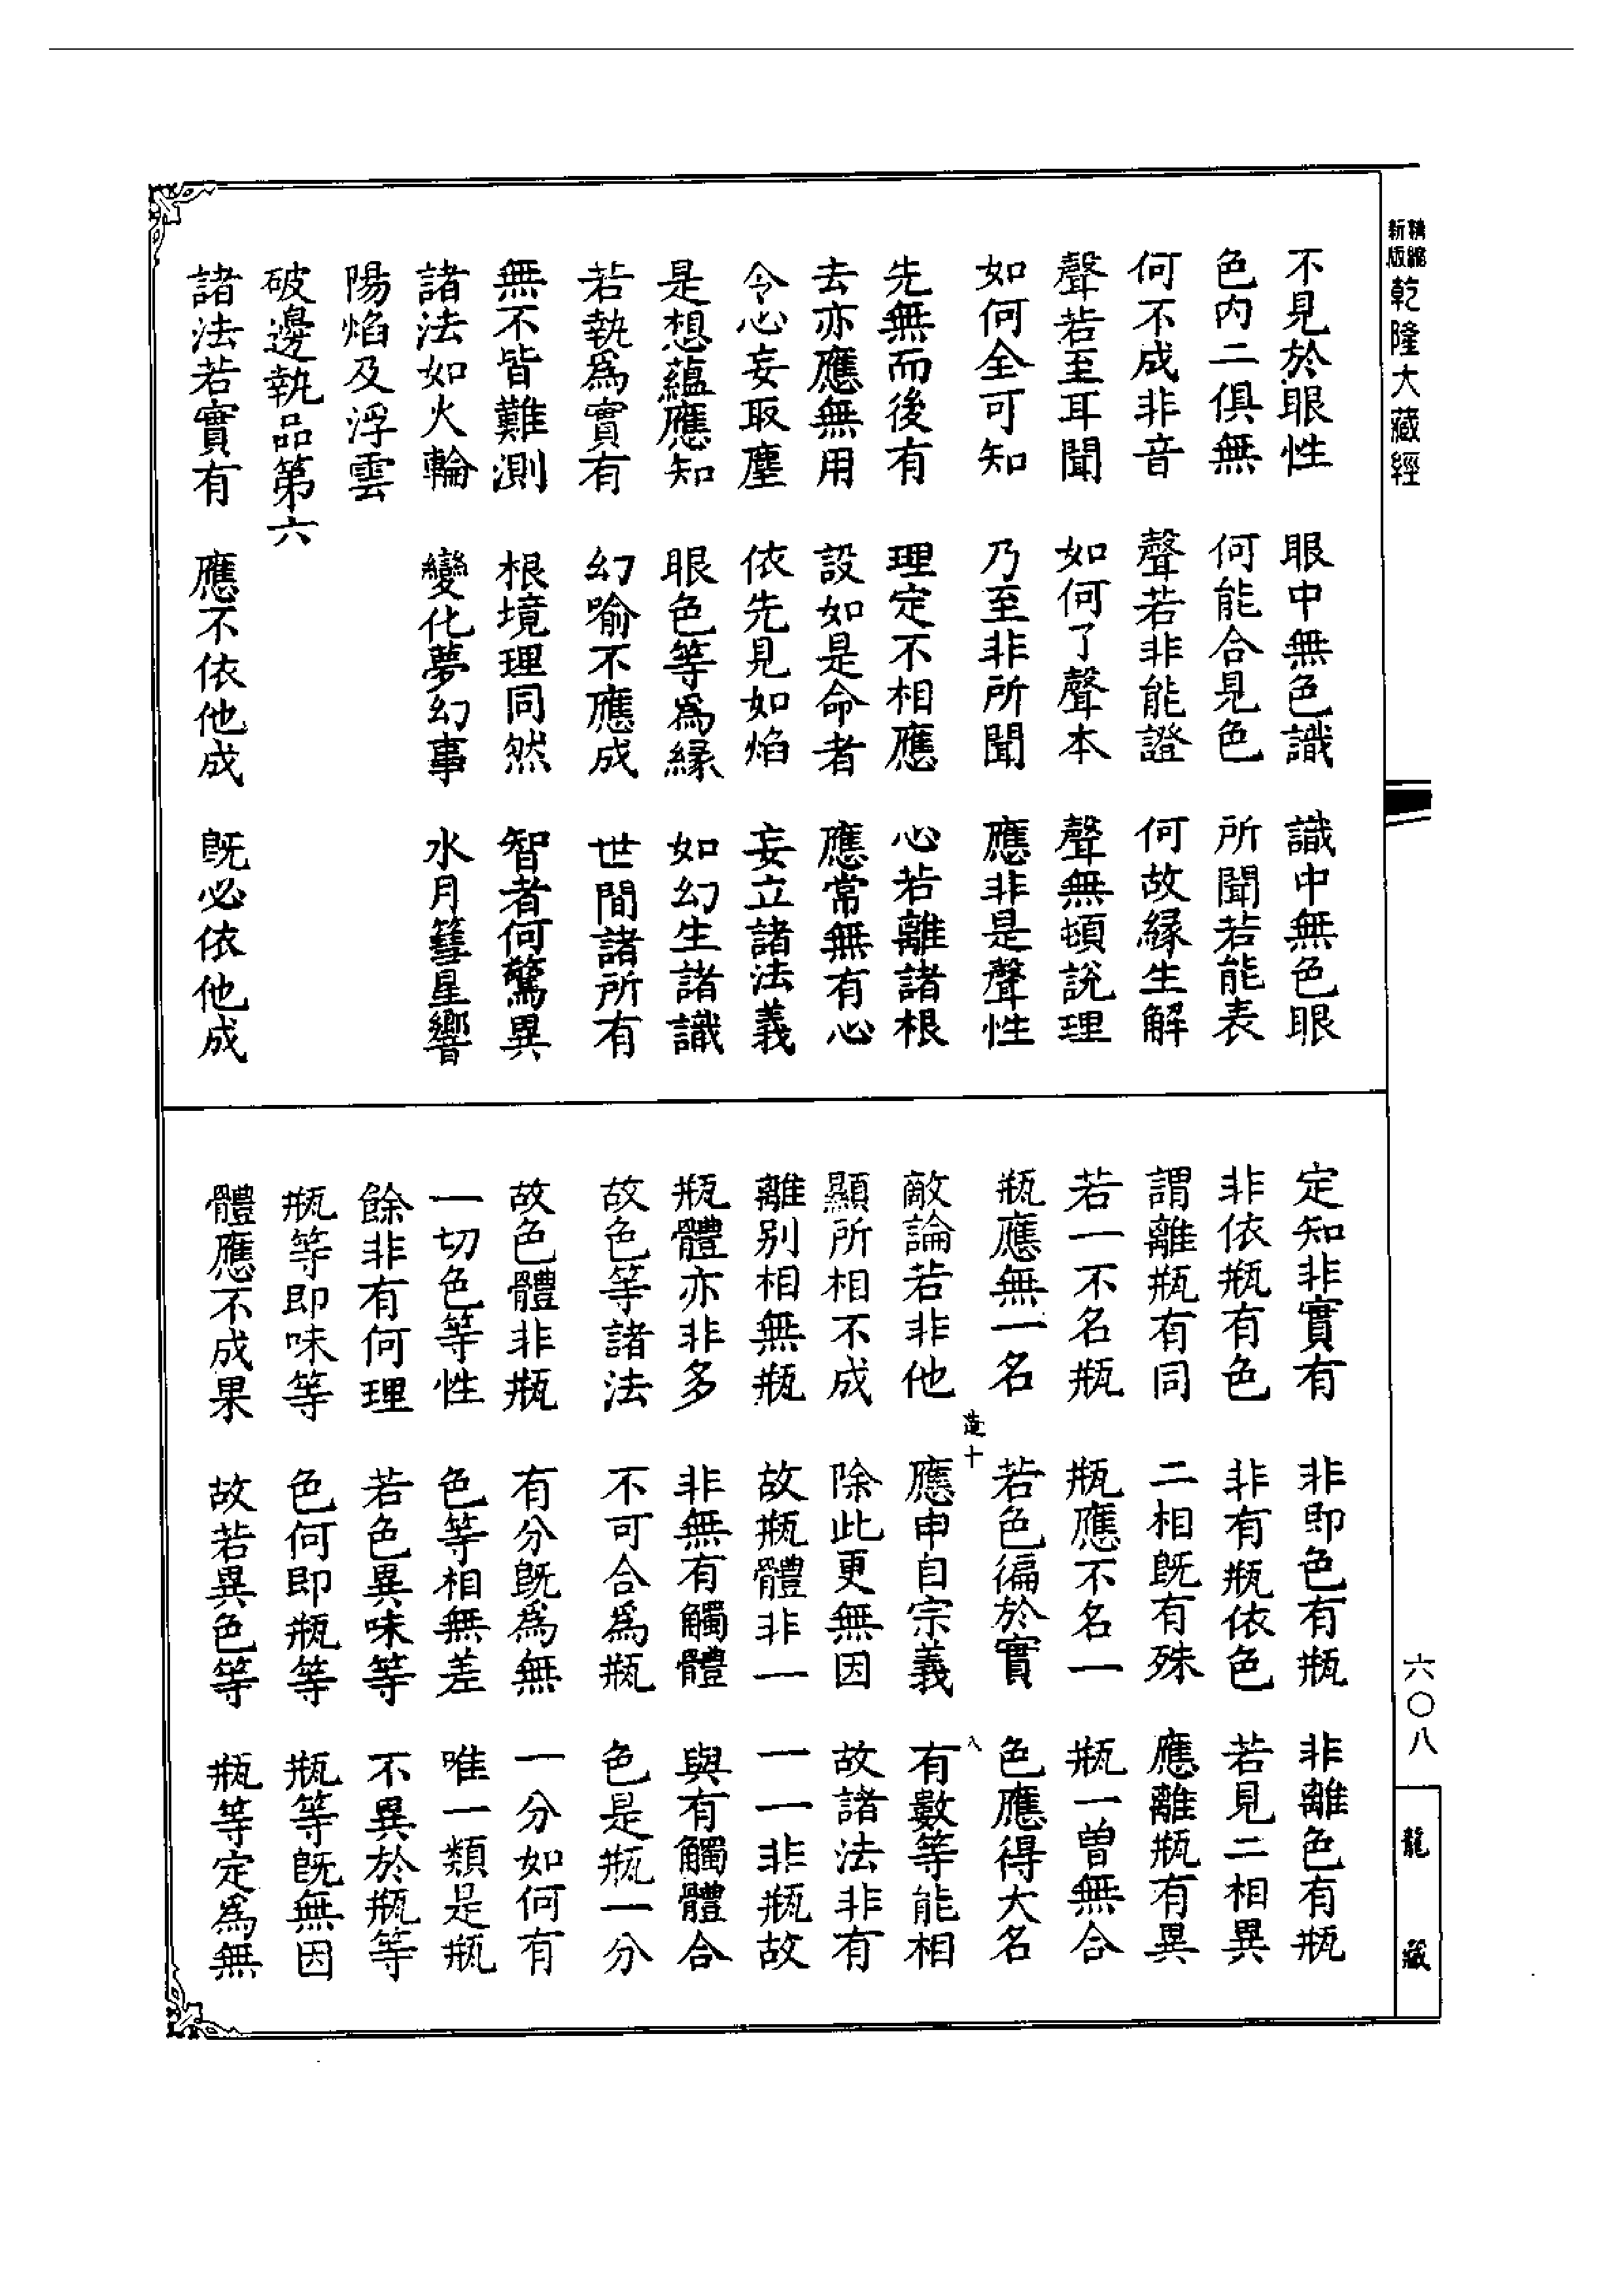 精縮
新版
乾隆大藏經
不見於眼性　眼中無色識　識中無色眼
色內二俱無　何能合見色　所聞若能表
何不成非音　聲若非能證　何故緣生解
聲若至耳聞　如何了聲本　聲無頓說理
如何全可知　乃至非所聞　應非是聲性
先無而後有　理定不相應　心若離諸根
去亦應無用　設如是命者　應常無有心
令心妄取塵　依先見如焰　妄立諸法義
是想蘊應知　眼色等爲緣　如幻生諸識
若執爲實有　幻喻不應成　世間諸所有
無不皆難測　根境理同然　智者何驚異
諸法如火輪　變化夢幻事　水月彗星響
陽焰及浮雲
破邊執品第六
諸法若實有　應不依他成　旣必依他成
定知非實有　非即色有瓶　非離色有瓶
非依瓶有色　非有瓶依色　若見二相異
謂離瓶有同　二相旣有殊　應離瓶有異
若一不名瓶　瓶應不名一　瓶一曾無合
瓶應無一名　若色徧於實　色應得大名
造十
八
敵論若非他　應申自宗義　有數等能相
顯所相不成　除此更無因　故諸法非有
離別相無瓶　故瓶體非一　一一非瓶故
瓶體亦非多　非無有觸體　與有觸體合
故色等諸法　不可合爲瓶　色是瓶一分
故色體非瓶　有分旣爲無　一分如何有
一切色等性　色等相無差　唯一類是瓶
餘非有何理　若色異味等　不異於瓶等
瓶等即味等　色何即瓶等　瓶等旣無因
體應不成果　故若異色等　瓶等定爲無
六〇八
龍藏